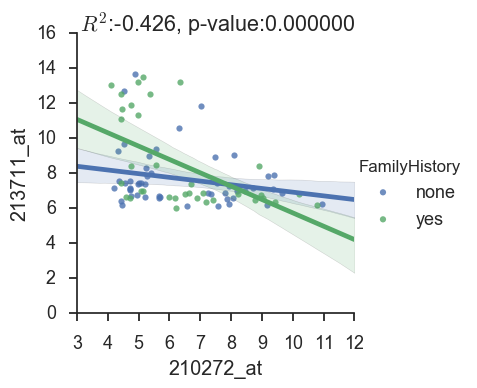 R²:-0.426, p-value:0.000000
16
14
12
10
8
6
4
2
0
213711_at
3 4 5 6 7 8 9 10 11 12
210272_at
FamilyHistory
none
yes